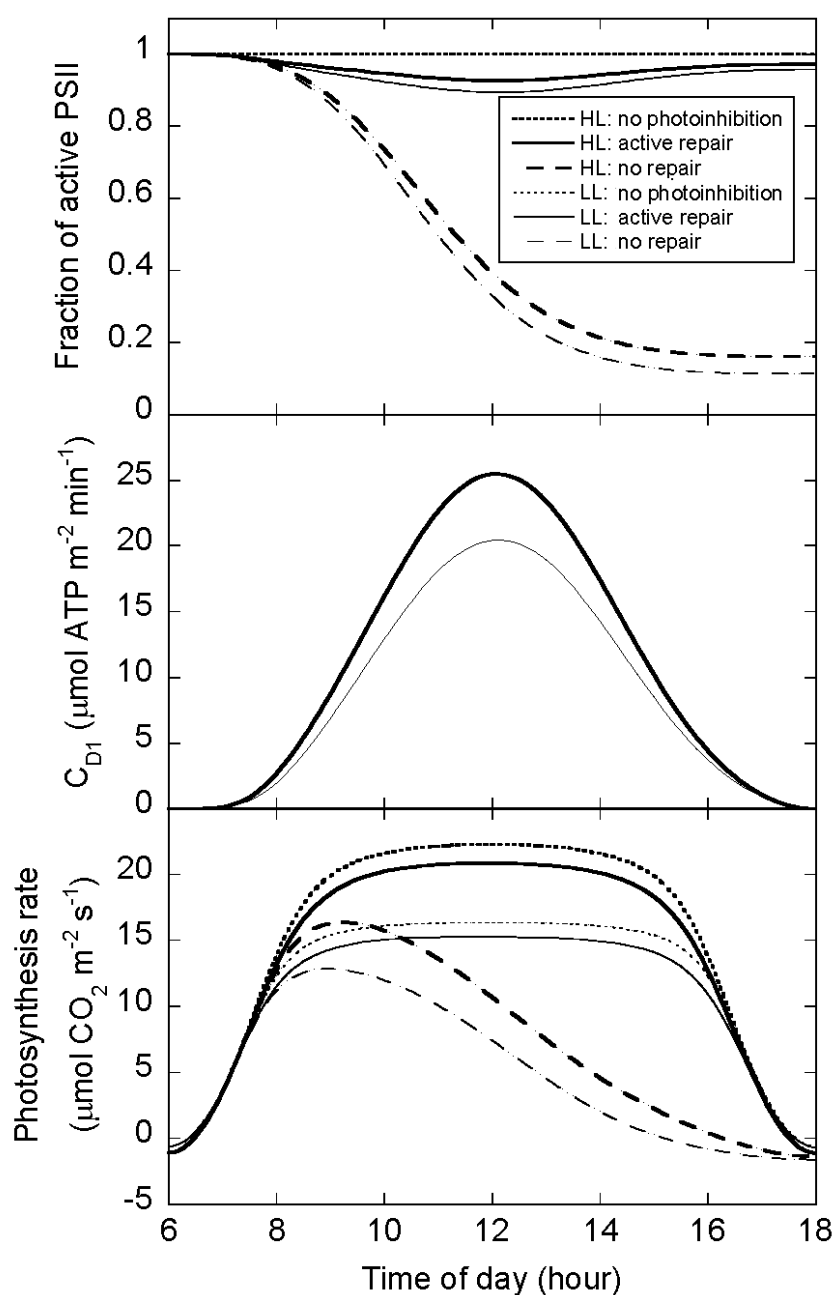 Fraction of active PSII
1
0.8
0.6
0.4
0.2
0
HL: no photoinhibition
HL: active repair
HL: no repair
LL: no photoinhibition
LL: active repair
LL: no repair
C_D1 (μmol ATP m⁻² min⁻¹)
25
20
15
10
5
0
Photosynthesis rate
(μmol CO₂ m⁻² s⁻¹)
20
15
10
5
0
-5
6 8 10 12 14 16 18
Time of day (hour)